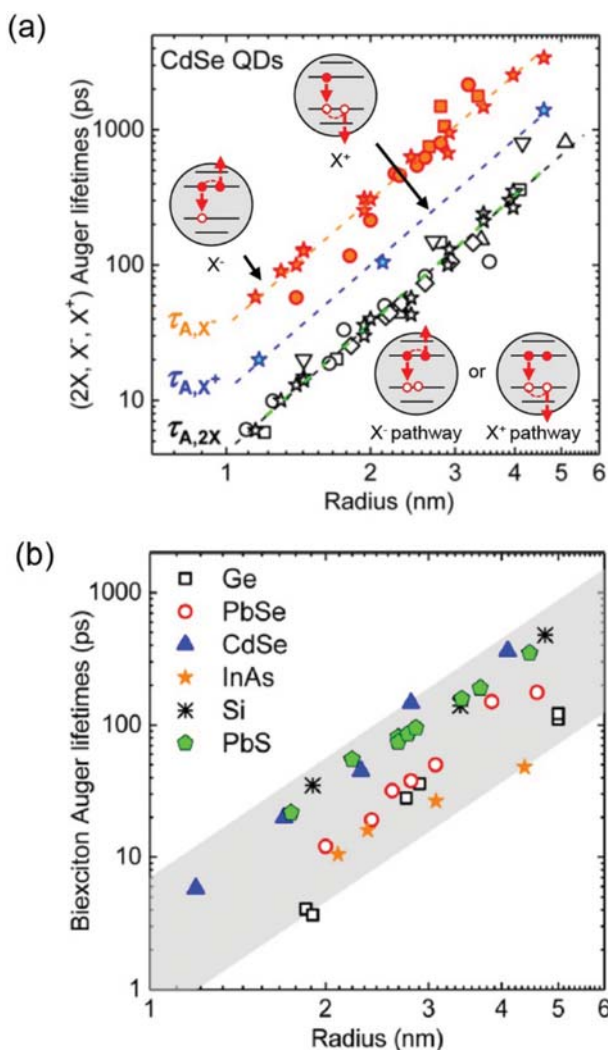 (a)
CdSe QDs
(2X, X⁻, X⁺) Auger lifetimes (ps)
1000
100
10
X⁺
X⁻
τA,X⁻
τA,X⁺
τA,2X
or
X⁻ pathway
X⁺ pathway
1
2
3
4
5
6
Radius (nm)
(b)
Biexciton Auger lifetimes (ps)
1000
100
10
1
Ge
PbSe
CdSe
InAs
Si
PbS
1
2
3
4
5
6
Radius (nm)